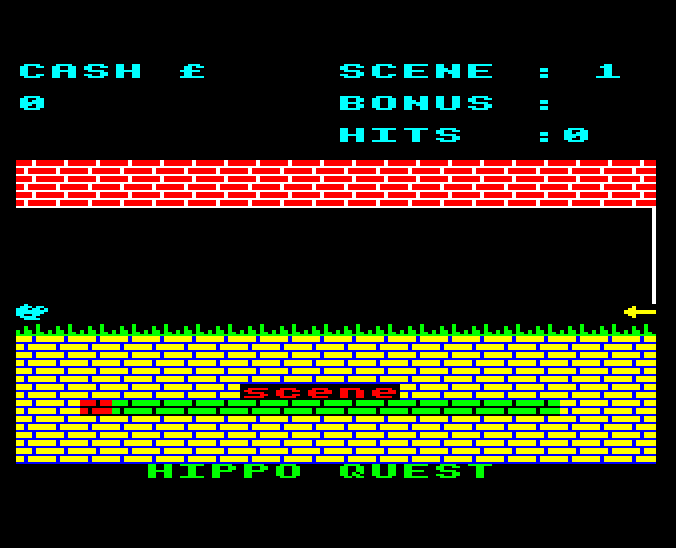 CASH £ SCENE : 1
0 BONUS :
HITS :0
scene
HIPPO QUEST